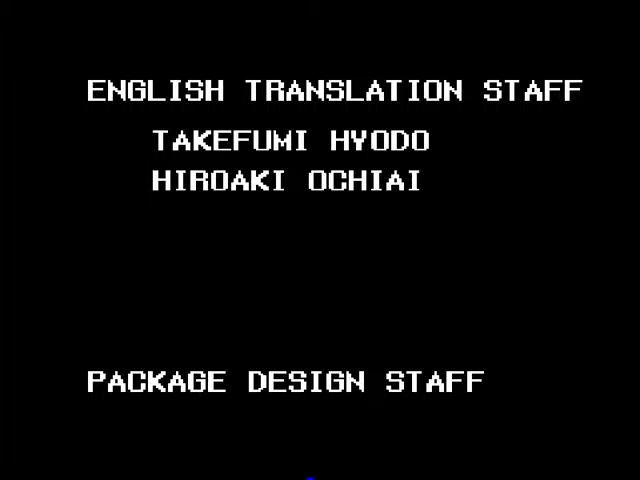 ENGLISH TRANSLATION STAFF
TAKEFUMI HYODO
HIROAKI OCHIAI
PACKAGE DESIGN STAFF